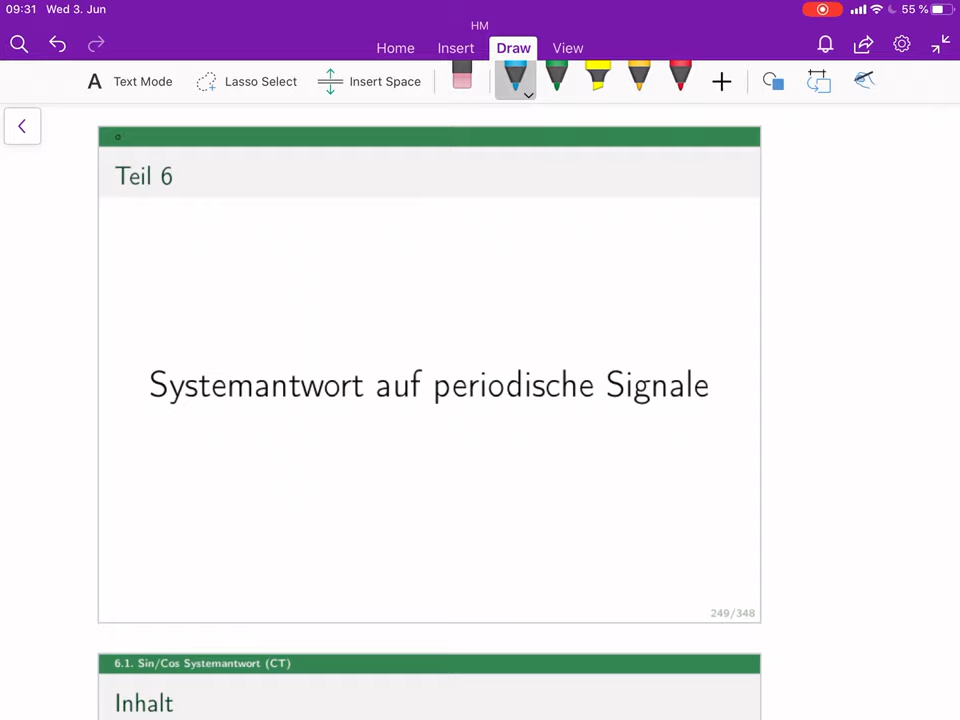 09:31 Wed 3. Jun
55 %
HM
Home Insert Draw View
A Text Mode Lasso Select Insert Space
Teil 6
Systemantwort auf periodische Signale
249/348
6.1. Sin/Cos Systemantwort (CT)
Inhalt